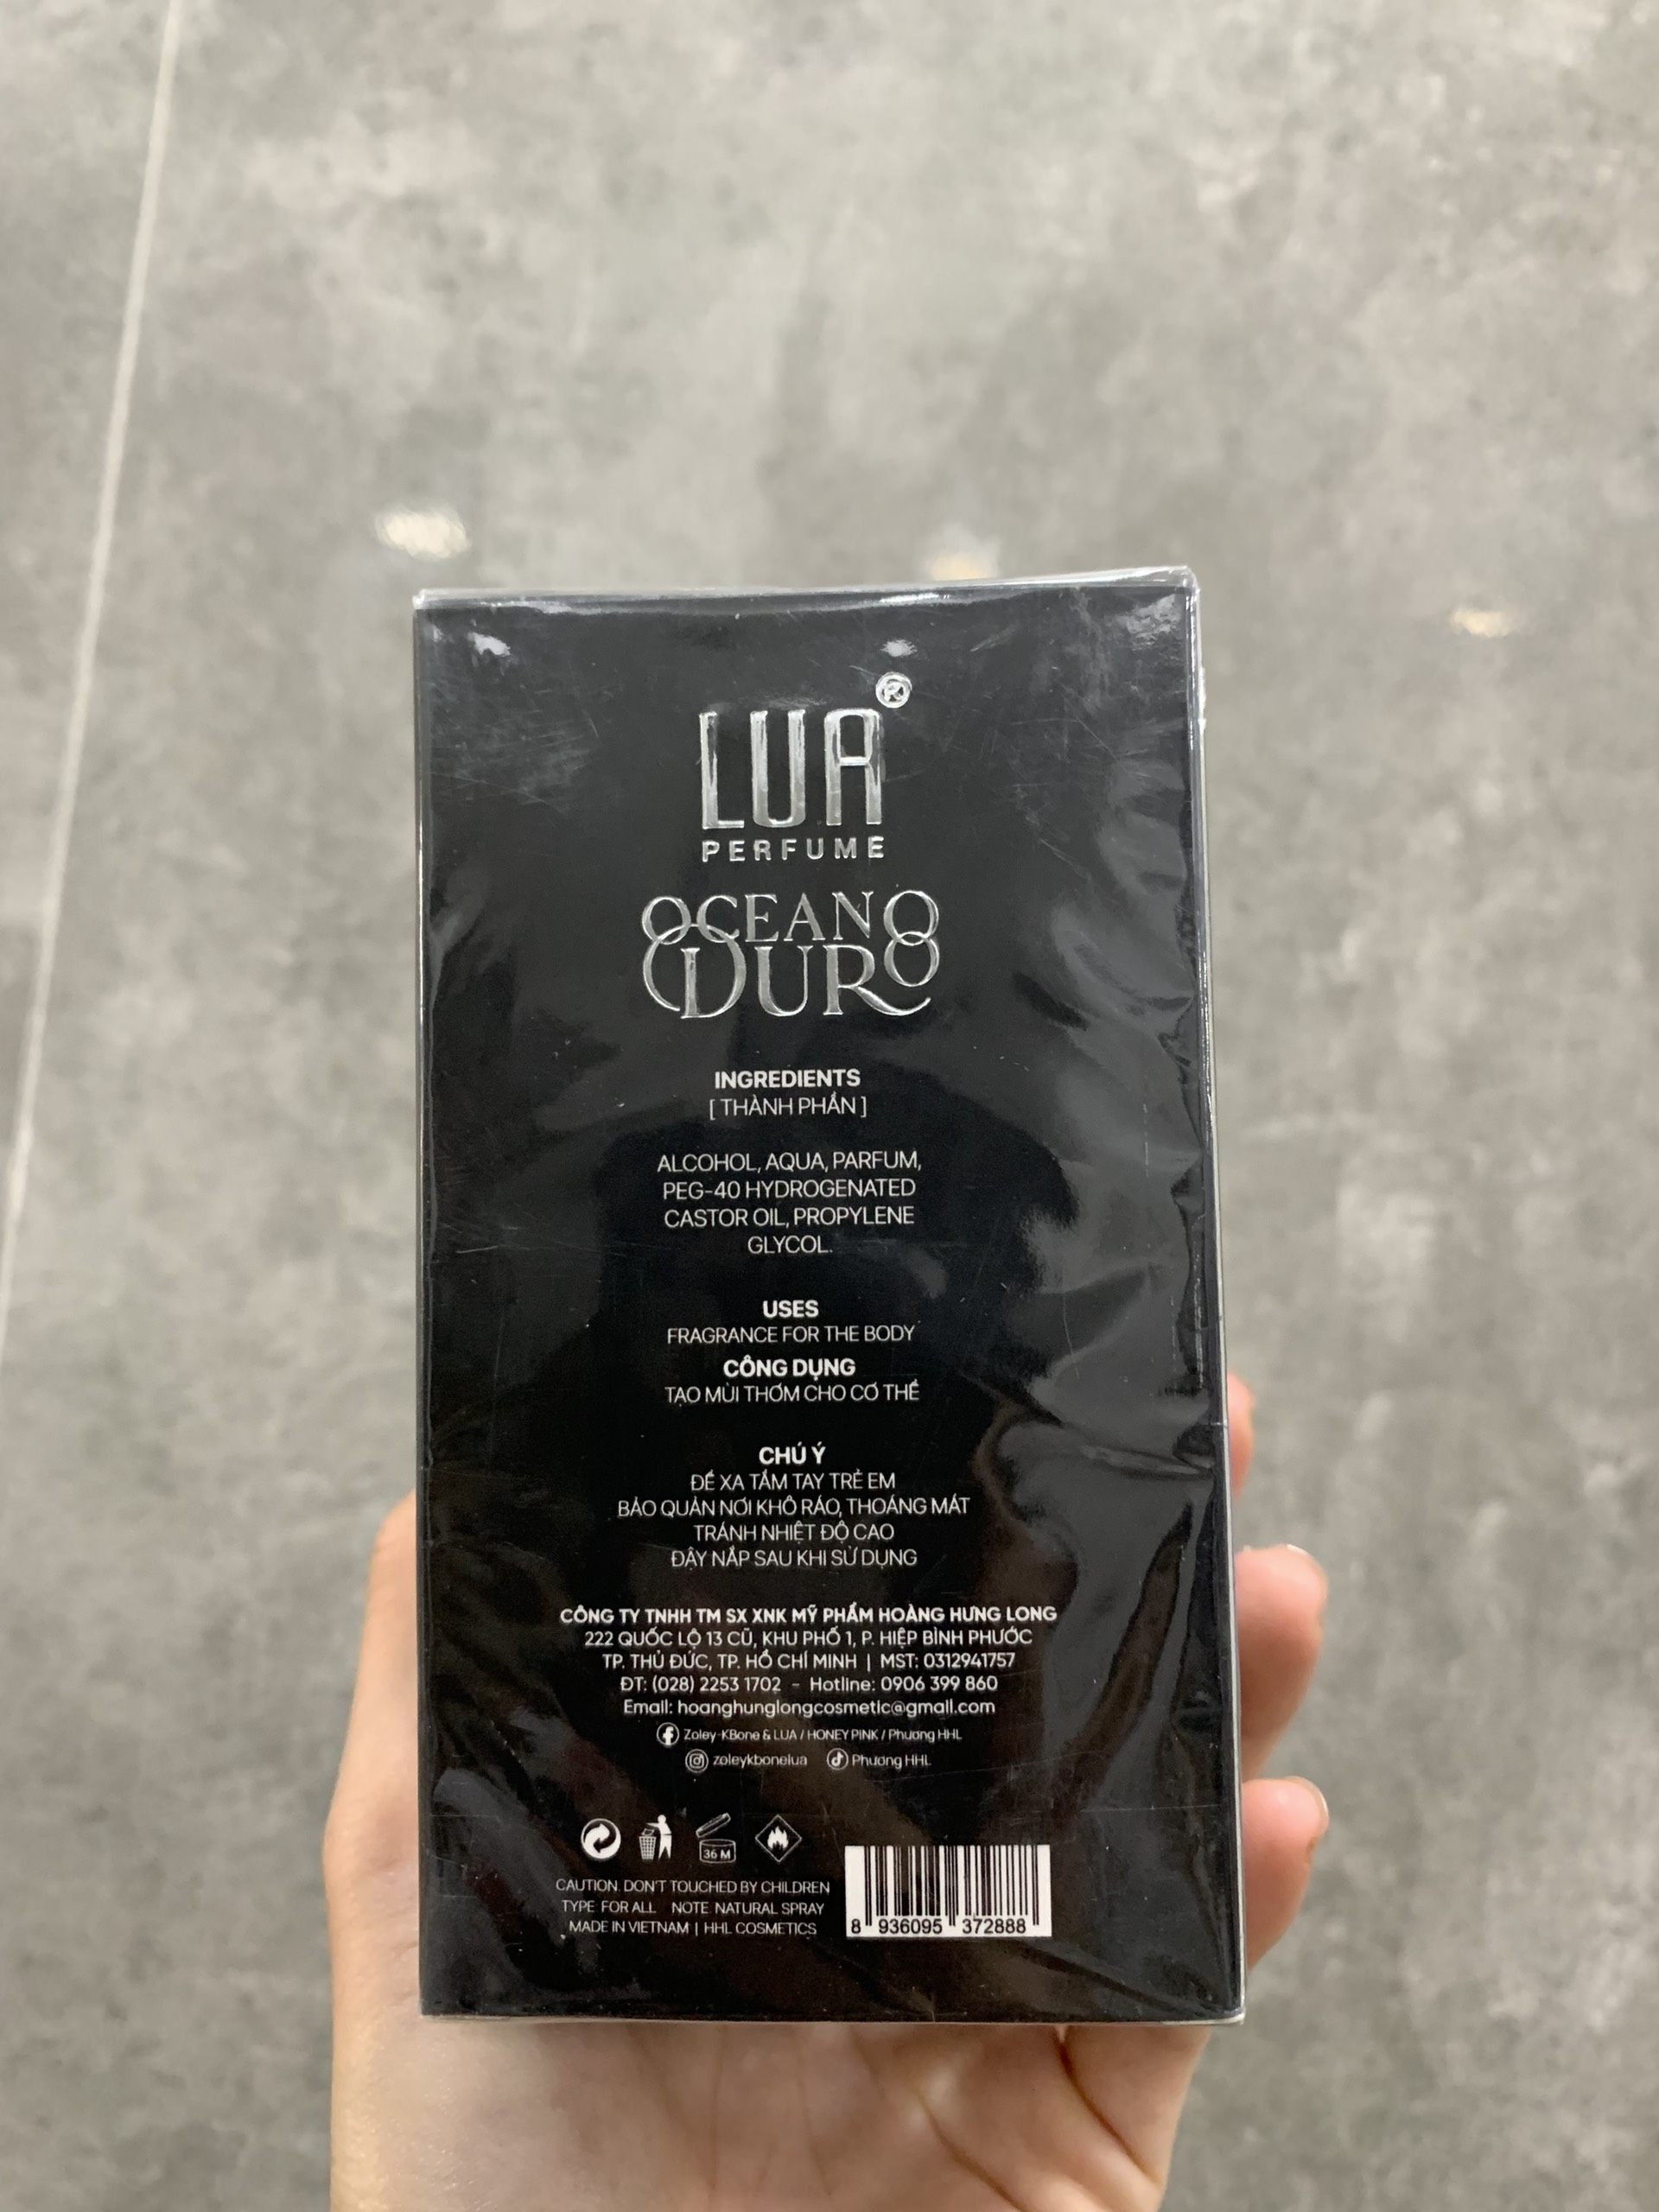 LUA®
PERFUME
OCEANO
DURO
INGREDIENTS
[ THÀNH PHẦN ]
ALCOHOL, AQUA, PARFUM,
PEG-40 HYDROGENATED
CASTOR OIL, PROPYLENE
GLYCOL.
USES
FRAGRANCE FOR THE BODY
CÔNG DỤNG
TẠO MÙI THƠM CHO CƠ THỂ
CHÚ Ý
ĐỂ XA TẦM TAY TRẺ EM
BẢO QUẢN NƠI KHÔ RÁO, THOÁNG MÁT
TRÁNH NHIỆT ĐỘ CAO
ĐẬY NẮP SAU KHI SỬ DỤNG
CÔNG TY TNHH TM SX XNK MỸ PHẨM HOÀNG HƯNG LONG
222 QUỐC LỘ 13 CŨ, KHU PHỐ 1, P. HIỆP BÌNH PHƯỚC
TP. THỦ ĐỨC, TP. HỒ CHÍ MINH | MST: 0312941757
ĐT: (028) 2253 1702 - Hotline: 0906 399 860
Email: hoanghunglongcosmetic@gmail.com
Zoley-KBone & LUA / HONEY PINK / Phương HHL
zoleykbonelua Phương HHL
36 M
CAUTION. DON'T TOUCHED BY CHILDREN
TYPE FOR ALL NOTE NATURAL SPRAY
MADE IN VIETNAM | HHL COSMETICS
8 936095 372888